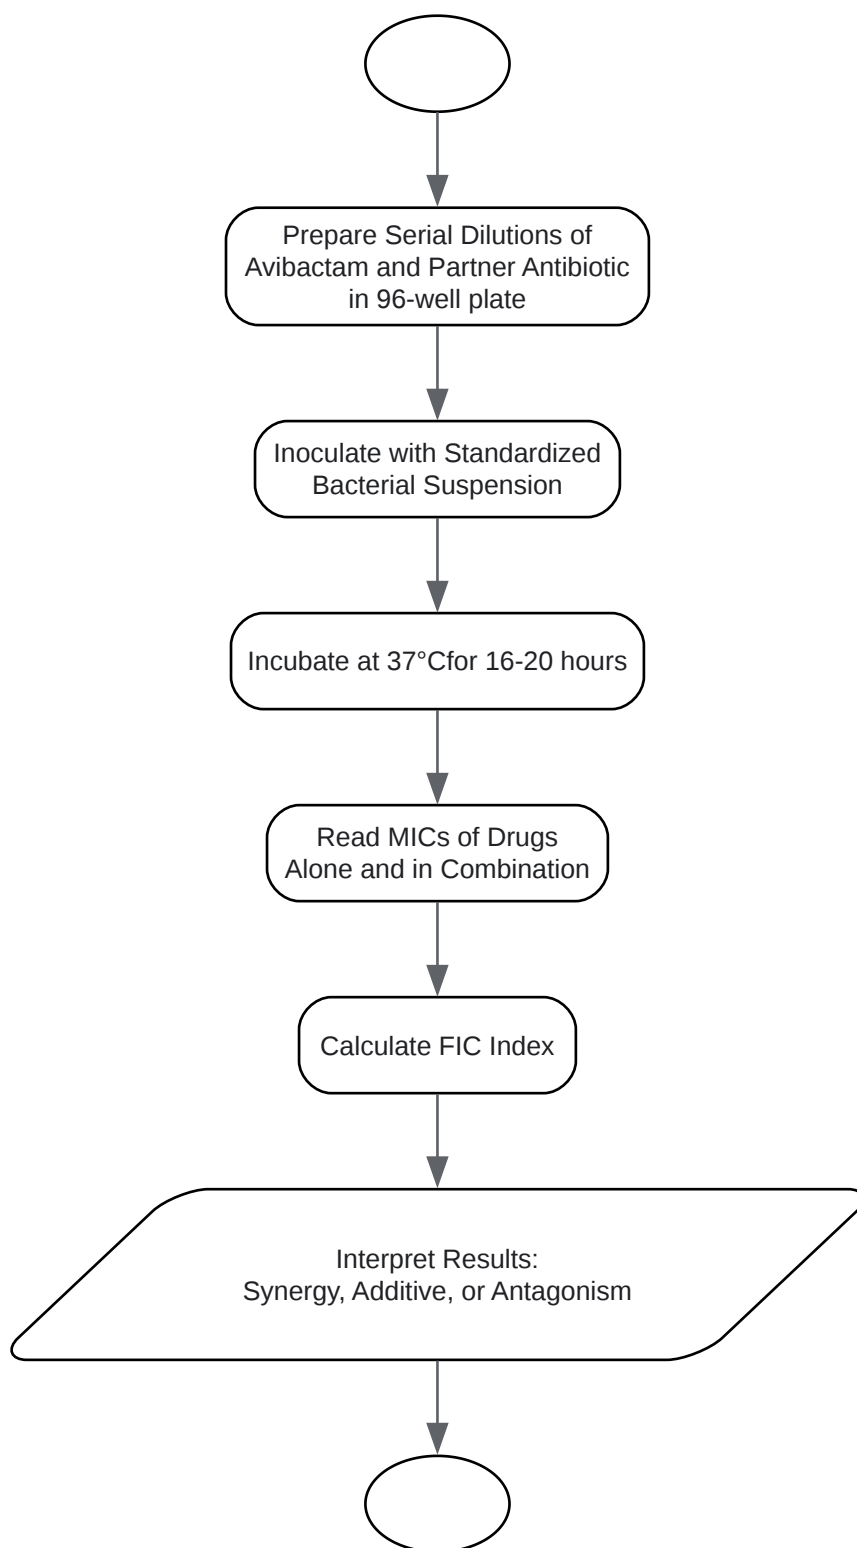 Prepare Serial Dilutions of
Avibactam and Partner Antibiotic
in 96-well plate
Inoculate with Standardized
Bacterial Suspension
Incubate at 37°Cfor 16-20 hours
Read MICs of Drugs
Alone and in Combination
Calculate FIC Index
Interpret Results:
Synergy, Additive, or Antagonism